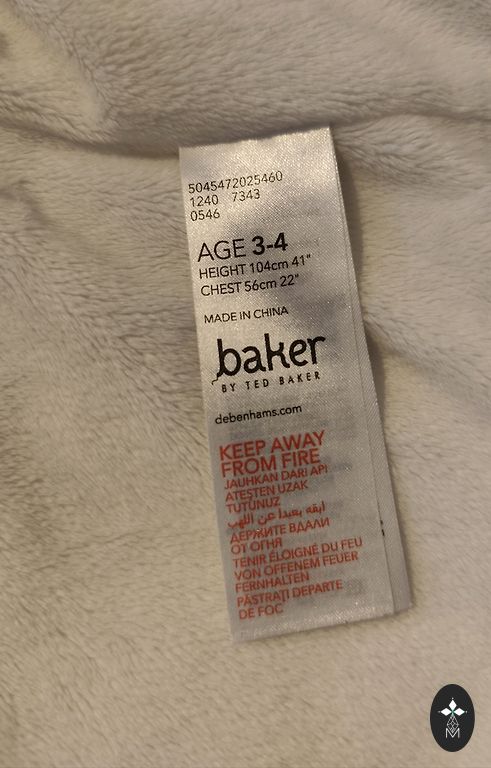 5045472025460
1240 7343
0546
AGE 3-4
HEIGHT 104cm 41"
CHEST 56cm 22"
MADE IN CHINA
baker
BY TED BAKER
debenhams.com
KEEP AWAY
FROM FIRE
JAUHKAN DARI API
ATEŞTEN UZAK
TUTUNUZ
ابقه بعيدا عن اللهب
ДЕРЖИТЕ ВДАЛИ
ОТ ОГНЯ
TENIR ÉLOIGNÉ DU FEU
VON OFFENEM FEUER
FERNHALTEN
PĂSTRAŢI DEPARTE
DE FOC